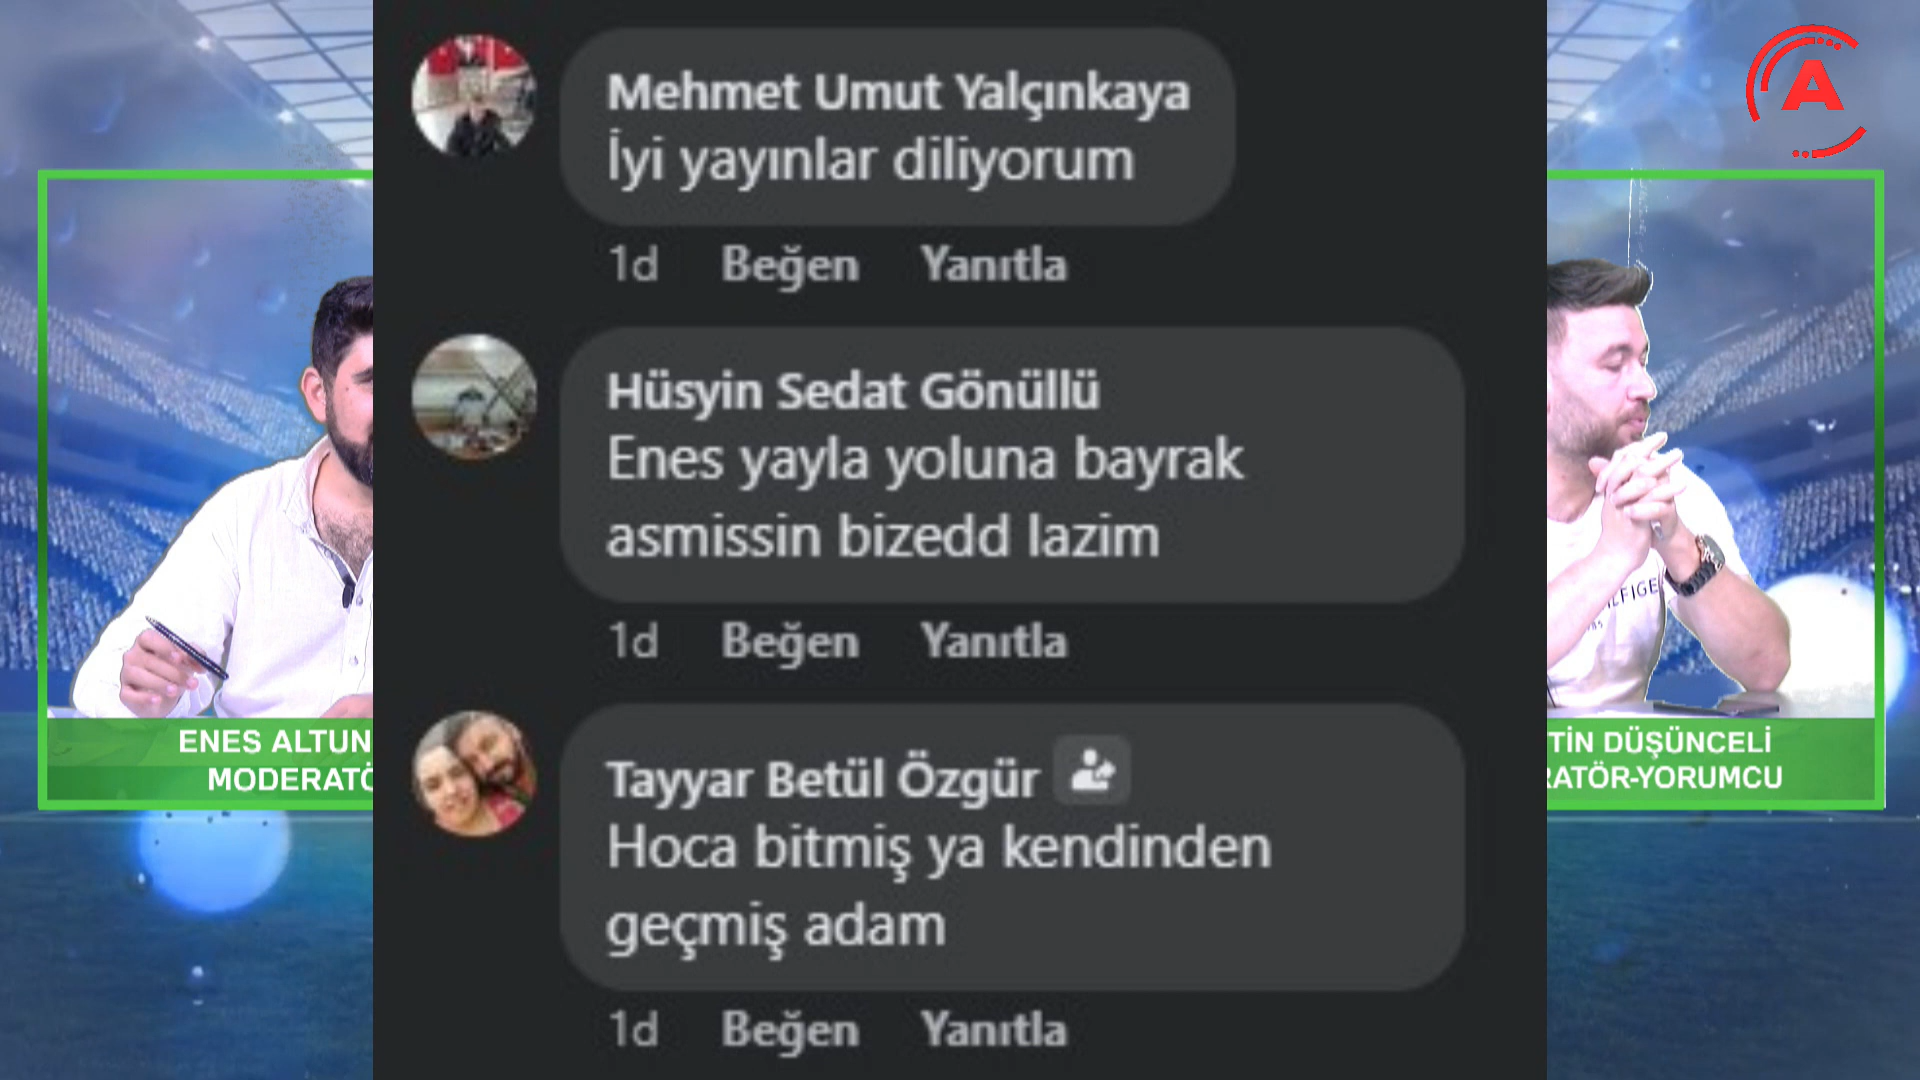 A
Mehmet Umut Yalçınkaya
İyi yayınlar diliyorum
1d Beğen Yanıtla
Hüsyin Sedat Gönüllü
Enes yayla yoluna bayrak
asmissin bizedd lazim
1d Beğen Yanıtla
Tayyar Betül Özgür
Hoca bitmiş ya kendinden
geçmiş adam
1d Beğen Yanıtla
ENES ALTUN
MODERATÖ
TİN DÜŞÜNCELİ
RATÖR-YORUMCU